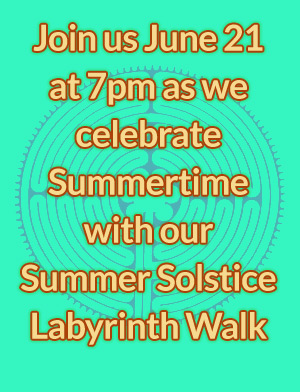 Join us June 21
at 7pm as we
celebrate
Summertime
with our
Summer Solstice
Labyrinth Walk